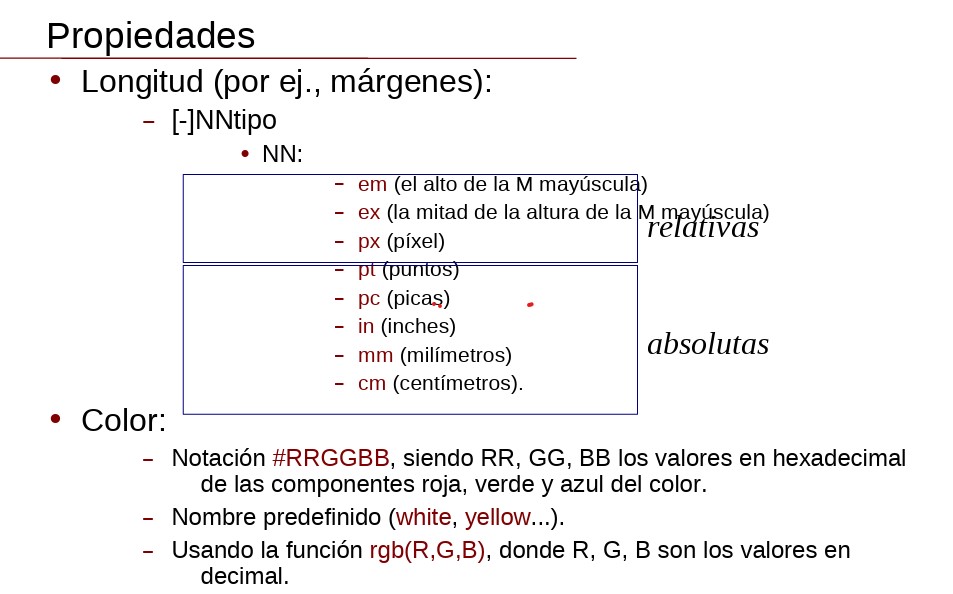 Propiedades
• Longitud (por ej., márgenes):
– [-]NNtipo
• NN:
– em (el alto de la M mayúscula)
– ex (la mitad de la altura de la M mayúscula)
relativas
– px (píxel)
– pt (puntos)
– pc (picas)
– in (inches)
absolutas
– mm (milímetros)
– cm (centímetros).
• Color:
– Notación #RRGGBB, siendo RR, GG, BB los valores en hexadecimal
de las componentes roja, verde y azul del color.
– Nombre predefinido (white, yellow...).
– Usando la función rgb(R,G,B), donde R, G, B son los valores en
decimal.